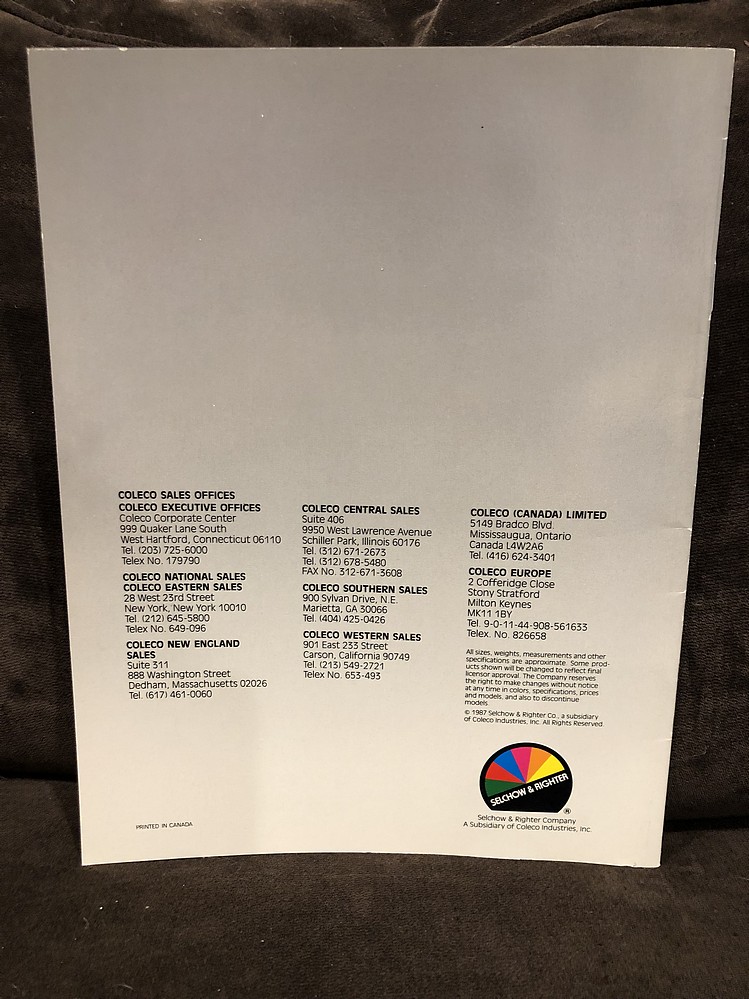 COLECO SALES OFFICES
COLECO EXECUTIVE OFFICES
Coleco Corporate Center
999 Quaker Lane South
West Hartford, Connecticut 06110
Tel. (203) 725-6000
Telex No. 179790
COLECO NATIONAL SALES
COLECO EASTERN SALES
28 West 23rd Street
New York, New York 10010
Tel. (212) 645-5800
Telex No. 649-096
COLECO NEW ENGLAND
SALES
Suite 311
888 Washington Street
Dedham, Massachusetts 02026
Tel. (617) 461-0060
COLECO CENTRAL SALES
Suite 406
9950 West Lawrence Avenue
Schiller Park, Illinois 60176
Tel. (312) 671-2673
Tel. (312) 678-5480
FAX No. 312-671-3608
COLECO SOUTHERN SALES
900 Sylvan Drive, N.E.
Marietta, GA 30066
Tel. (404) 425-0426
COLECO WESTERN SALES
901 East 233 Street
Carson, California 90749
Tel. (213) 549-2721
Telex No. 653-493
COLECO (CANADA) LIMITED
5149 Bradco Blvd.
Mississaugua, Ontario
Canada L4W2A6
Tel. (416) 624-3401
COLECO EUROPE
2 Cofferidge Close
Stony Stratford
Milton Keynes
MK11 1BY
Tel. 9-0-11-44-908-561633
Telex. No. 826658
All sizes, weights, measurements and other
specifications are approximate. Some prod-
ucts shown will be changed to reflect final
licensor approval. The Company reserves
the right to make changes without notice
at any time in colors, specifications, prices
and models, and also to discontinue
models.
© 1987 Selchow & Righter Co., a subsidiary
of Coleco Industries, Inc. All Rights Reserved.
SELCHOW & RIGHTER
®
Selchow & Righter Company
A Subsidiary of Coleco Industries, Inc.
PRINTED IN CANADA